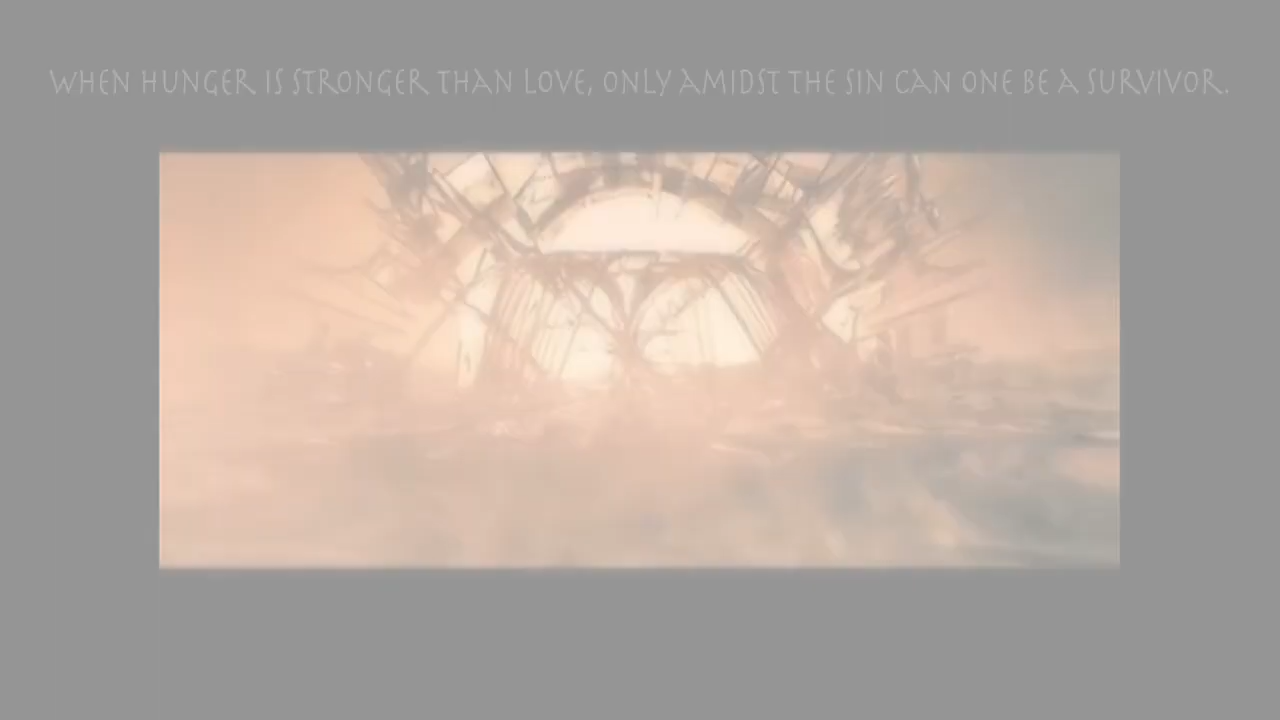 WHEN HUNGER IS STRONGER THAN LOVE, ONLY AMIDST THE SIN CAN ONE BE A SURVIVOR.